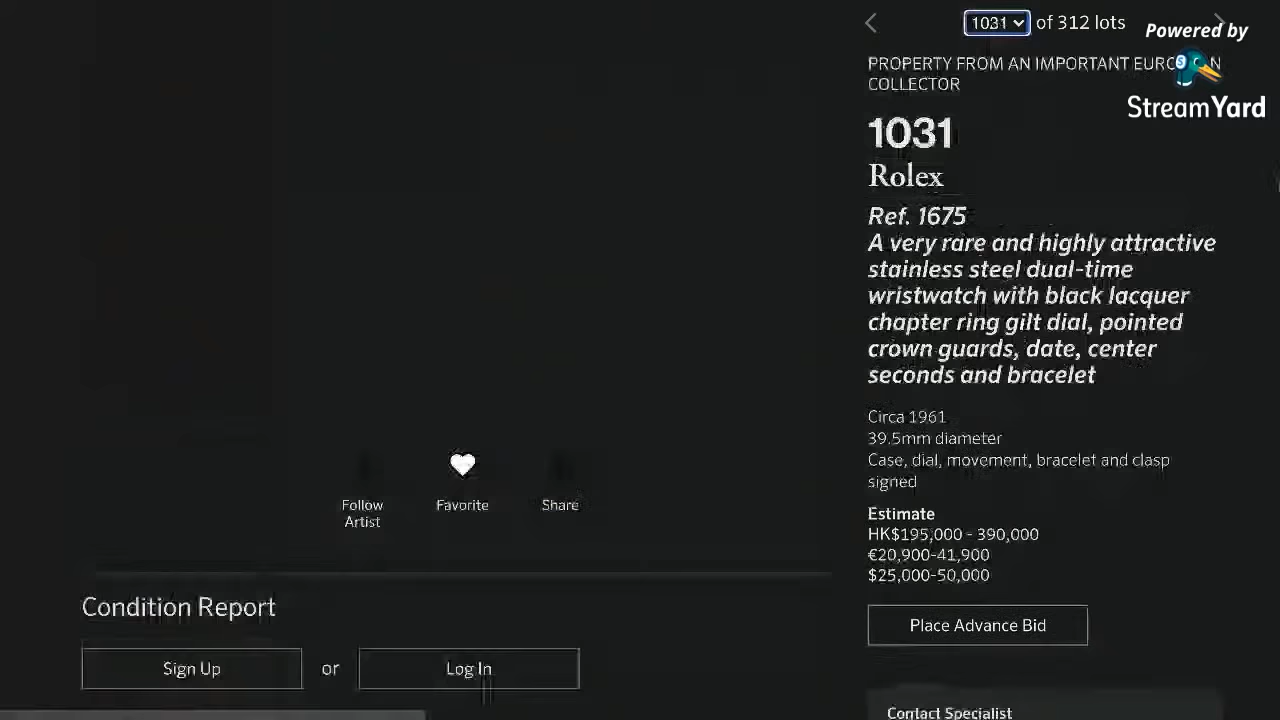 1031 of 312 lots
Powered by
StreamYard
PROPERTY FROM AN IMPORTANT
COLLECTOR
1031
Rolex
Ref. 1675
A very rare and highly attractive
stainless steel dual-time
wristwatch with black lacquer
chapter ring gilt dial, pointed
crown guards, date, center
seconds and bracelet
Circa 1961
39.5mm diameter
Case, dial, movement, bracelet and clasp
signed
Estimate
HK$195,000 - 390,000
€20,900-41,900
$25,000-50,000
Place Advance Bid
Contact Specialist
Follow
Artist
Favorite
Share
Condition Report
Sign Up or Log In